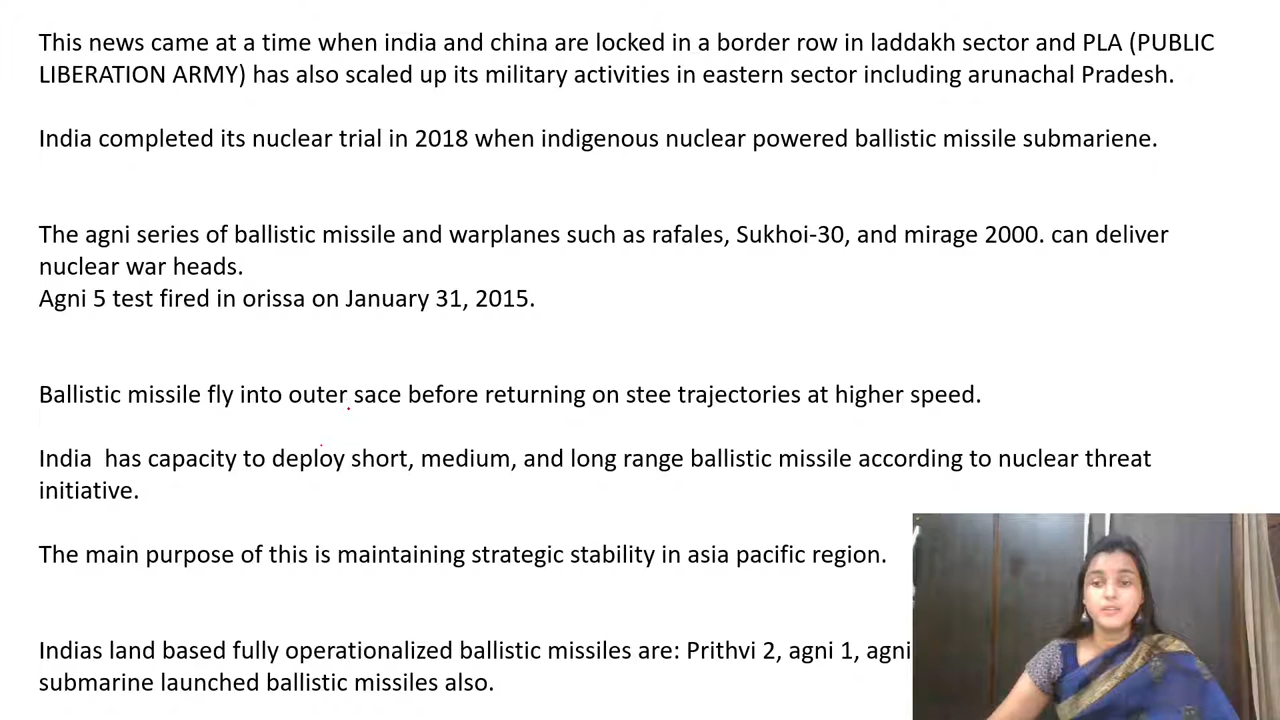 This news came at a time when india and china are locked in a border row in laddakh sector and PLA (PUBLIC
LIBERATION ARMY) has also scaled up its military activities in eastern sector including arunachal Pradesh.
India completed its nuclear trial in 2018 when indigenous nuclear powered ballistic missile submariene.
The agni series of ballistic missile and warplanes such as rafales, Sukhoi-30, and mirage 2000. can deliver
nuclear war heads.
Agni 5 test fired in orissa on January 31, 2015.
Ballistic missile fly into outer sace before returning on stee trajectories at higher speed.
India  has capacity to deploy short, medium, and long range ballistic missile according to nuclear threat
initiative.
The main purpose of this is maintaining strategic stability in asia pacific region.
Indias land based fully operationalized ballistic missiles are: Prithvi 2, agni 1, agni
submarine launched ballistic missiles also.